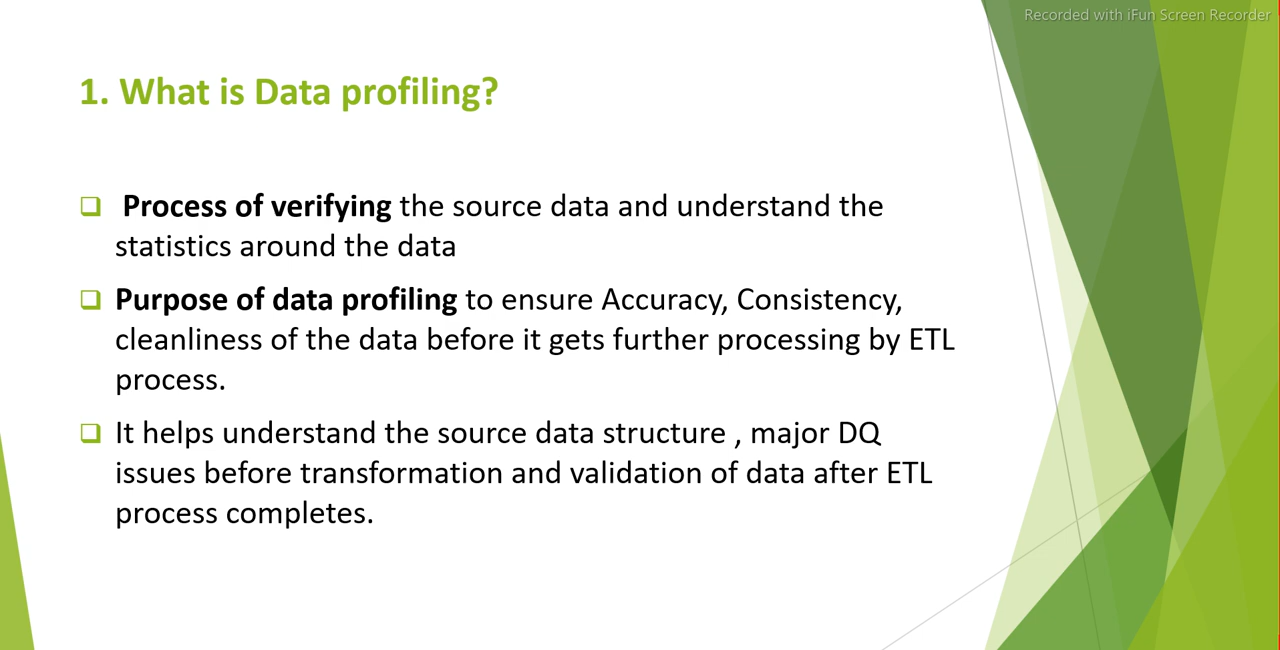 Recorded with iFun Screen Recorder
1. What is Data profiling?
❑ Process of verifying the source data and understand the
statistics around the data
❑ Purpose of data profiling to ensure Accuracy, Consistency,
cleanliness of the data before it gets further processing by ETL
process.
❑ It helps understand the source data structure , major DQ
issues before transformation and validation of data after ETL
process completes.